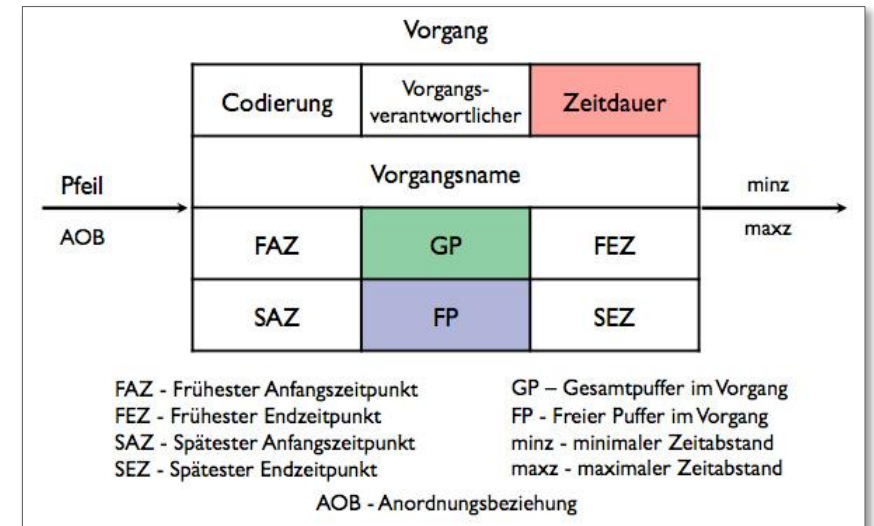 Vorgang
Codierung
Vorgangs-
verantwortlicher
Zeitdauer
Vorgangsname
Pfeil
AOB
minz
maxz
FAZ GP FEZ
SAZ FP SEZ
FAZ - Frühester Anfangszeitpunkt
FEZ - Frühester Endzeitpunkt
SAZ - Spätester Anfangszeitpunkt
SEZ - Spätester Endzeitpunkt
GP – Gesamtpuffer im Vorgang
FP - Freier Puffer im Vorgang
minz - minimaler Zeitabstand
maxz - maximaler Zeitabstand
AOB - Anordnungsbeziehung